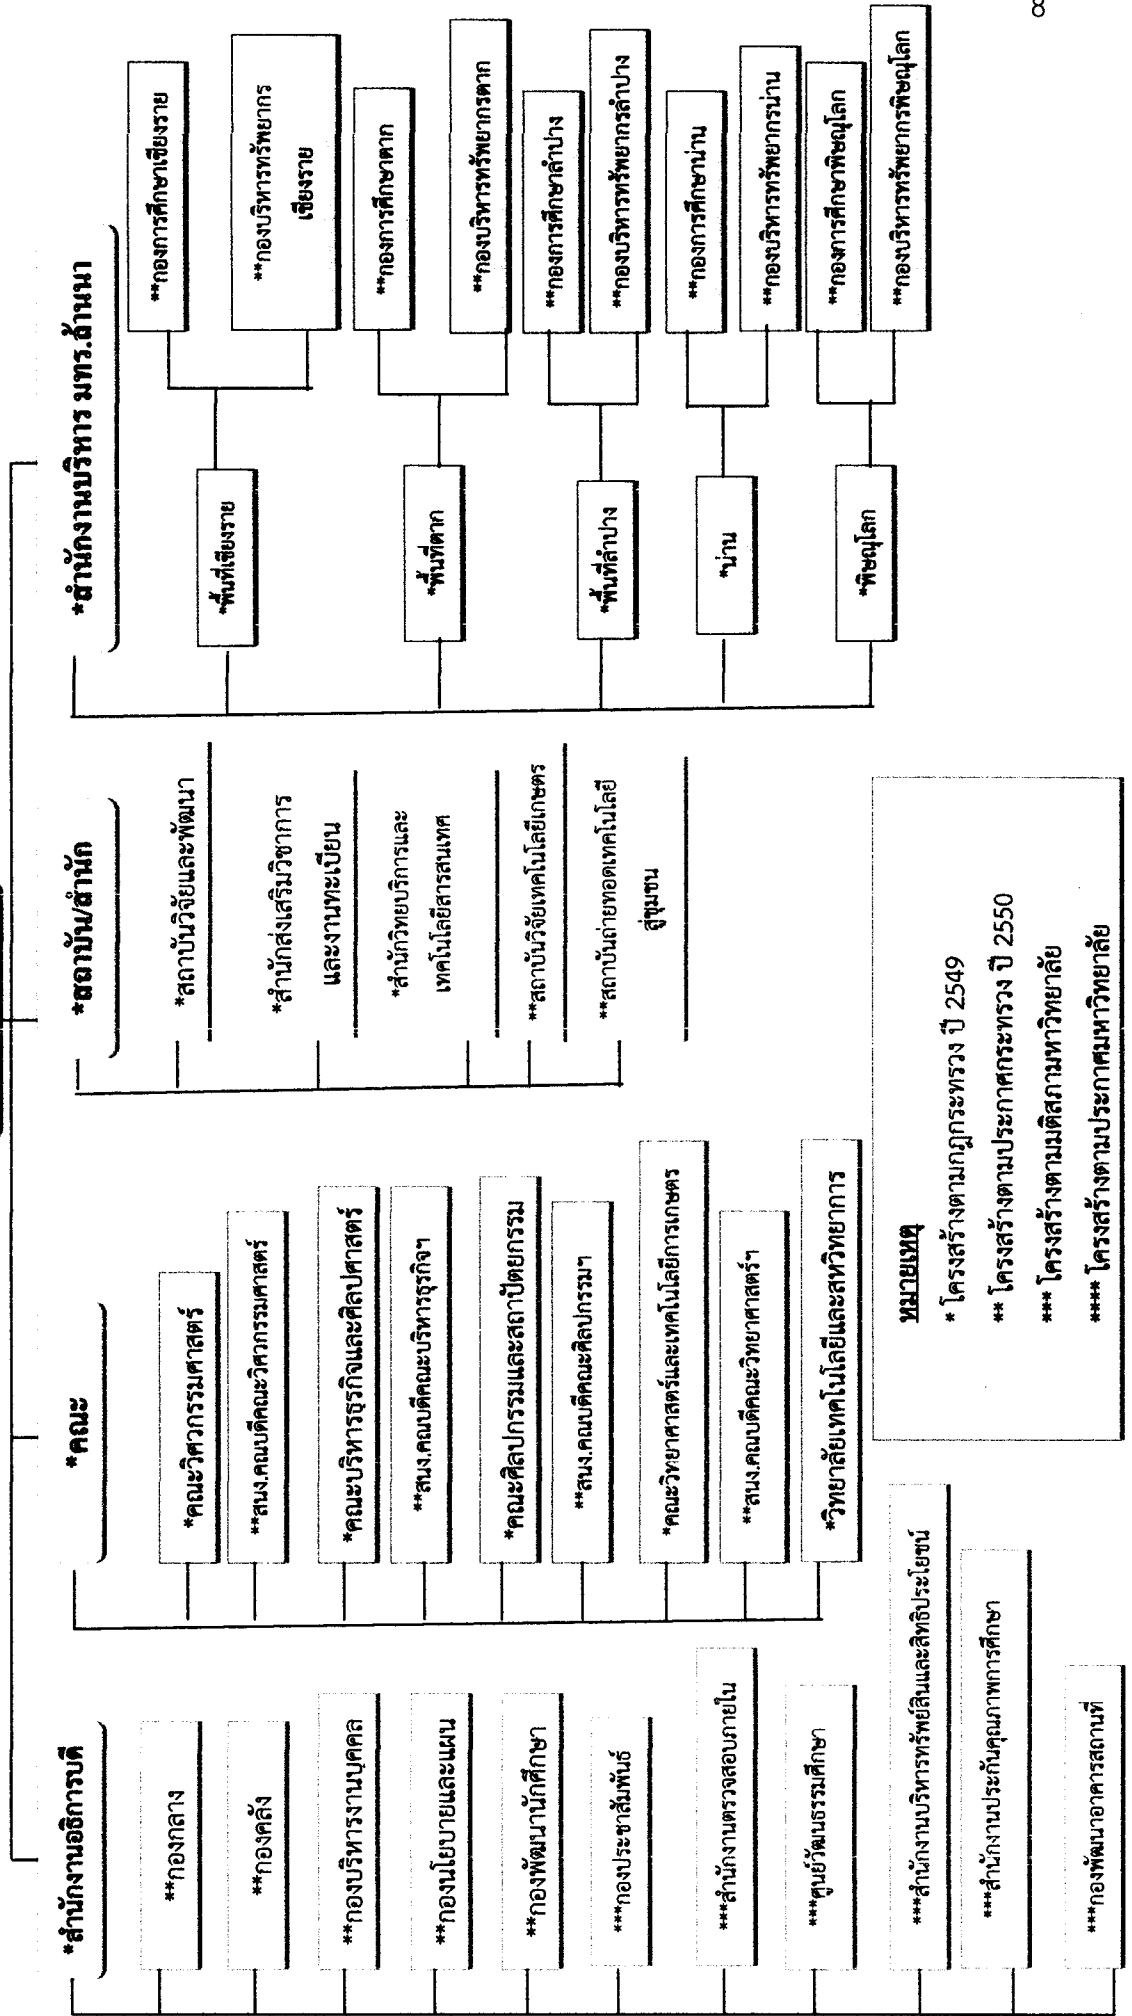 *สำนักงานอธิการบดี
**กองกลาง
**กองคลัง
**กองบริหารงานบุคคล
**กองนโยบายและแผน
**กองพัฒนานักศึกษา
***กองประชาสัมพันธ์
***สำนักงานตรวจสอบภายใน
***ศูนย์วัฒนธรรมศึกษา
***สำนักงานบริหารทรัพย์สินและสิทธิประโยชน์
***สำนักงานประกันคุณภาพการศึกษา
***กองพัฒนาอาคารสถานที่
*คณะ
*คณะวิศวกรรมศาสตร์
**สนง.คณบดีคณะวิศวกรรมศาสตร์
*คณะบริหารธุรกิจและศิลปศาสตร์
**สนง.คณบดีคณะบริหารธุรกิจฯ
*คณะศิลปกรรมและสถาปัตยกรรม
**สนง.คณบดีคณะศิลปกรรมฯ
*คณะวิทยาศาสตร์และเทคโนโลยีการเกษตร
**สนง.คณบดีคณะวิทยาศาสตร์ฯ
*วิทยาลัยเทคโนโลยีและสหวิทยาการ
*สถาบัน/สำนัก
*สถาบันวิจัยและพัฒนา
*สำนักส่งเสริมวิชาการ
และงานทะเบียน
*สำนักวิทยบริการและ
เทคโนโลยีสารสนเทศ
**สถาบันวิจัยเทคโนโลยีเกษตร
**สถาบันถ่ายทอดเทคโนโลยี
สู่ชุมชน
*สำนักงานบริหาร มทร.ล้านนา
*พื้นที่เชียงราย
**กองการศึกษาเชียงราย
**กองบริหารทรัพยากร
เชียงราย
*พื้นที่ตาก
**กองการศึกษาตาก
**กองบริหารทรัพยากรตาก
*พื้นที่ลำปาง
**กองการศึกษาลำปาง
**กองบริหารทรัพยากรลำปาง
*น่าน
**กองการศึกษาน่าน
**กองบริหารทรัพยากรน่าน
*พิษณุโลก
**กองการศึกษาพิษณุโลก
**กองบริหารทรัพยากรพิษณุโลก
หมายเหตุ
* โครงสร้างตามกฎกระทรวง ปี 2549
** โครงสร้างตามประกาศกระทรวง ปี 2550
*** โครงสร้างตามมติสภามหาวิทยาลัย
**** โครงสร้างตามประกาศมหาวิทยาลัย